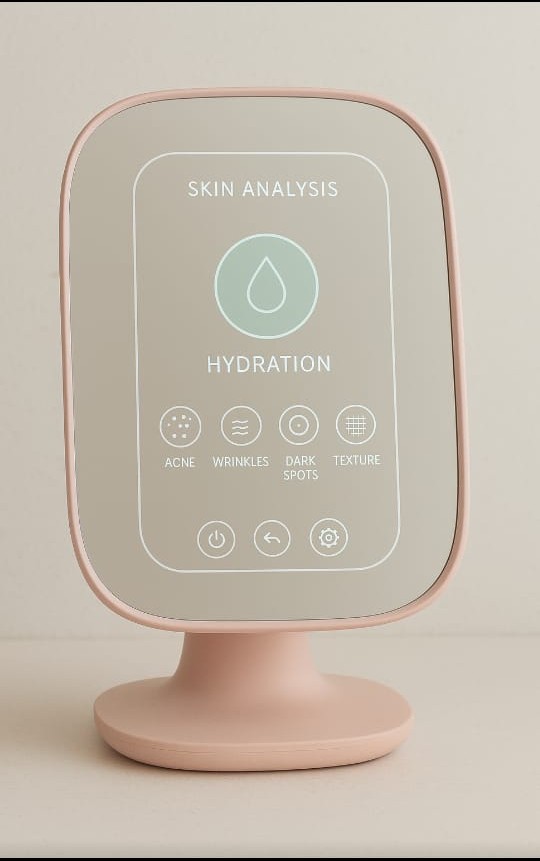 SKIN ANALYSIS
HYDRATION
ACNE
WRINKLES
DARK
SPOTS
TEXTURE